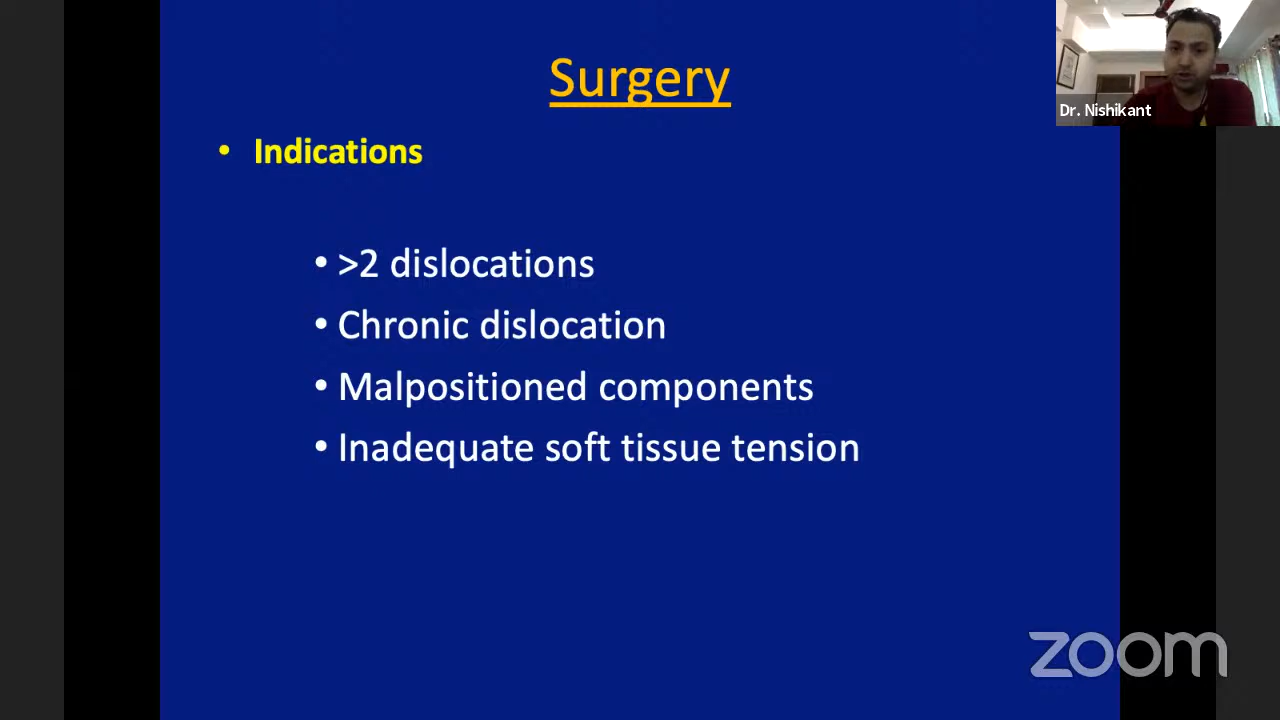 Surgery
• Indications
• >2 dislocations
• Chronic dislocation
• Malpositioned components
• Inadequate soft tissue tension
Dr. Nishikant
zoom